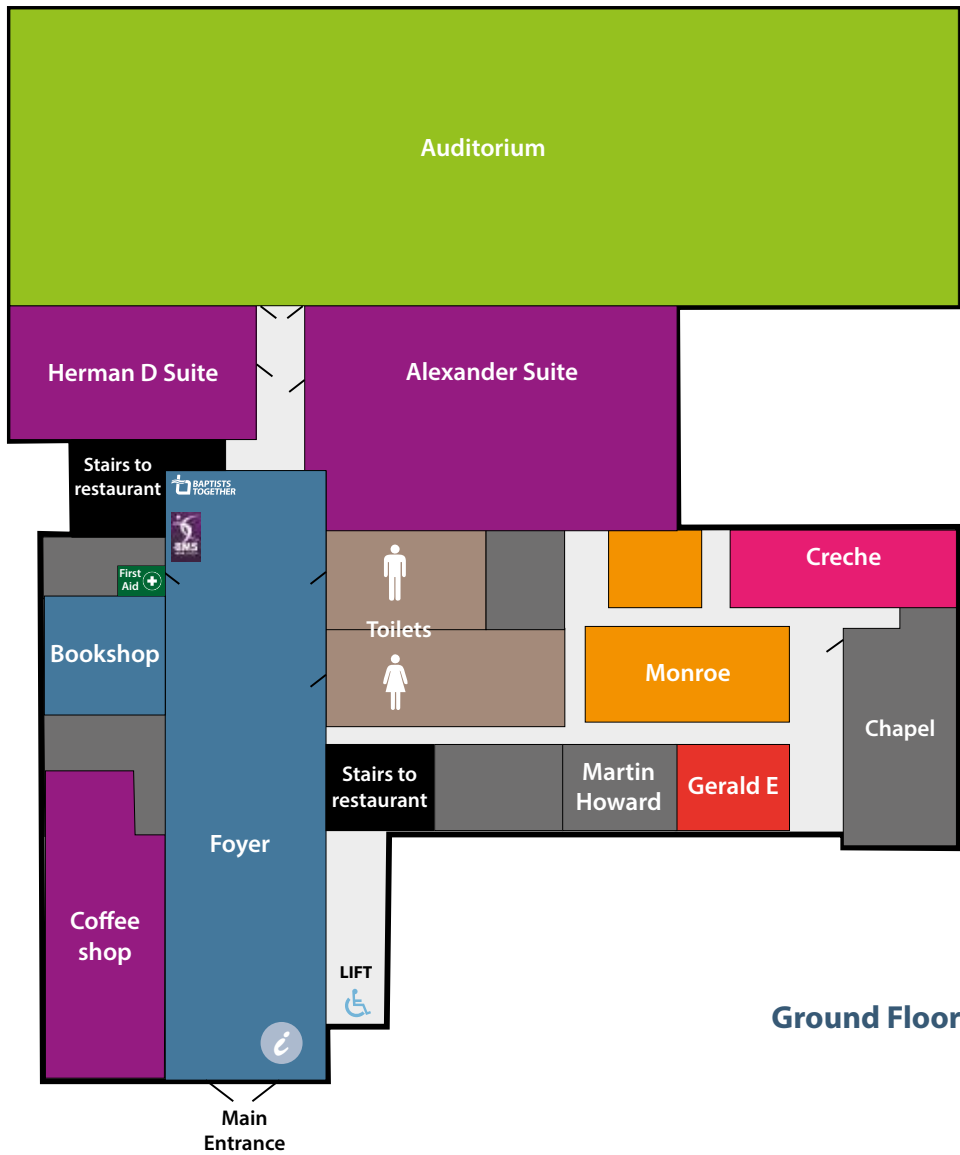 Auditorium
Herman D Suite
Alexander Suite
Stairs to
restaurant
BAPTISTS
TOGETHER
BMS
First
Aid
Creche
Toilets
Bookshop
Monroe
Chapel
Stairs to
restaurant
Martin
Howard
Gerald E
Foyer
Coffee
shop
LIFT
i
Ground Floor
Main
Entrance